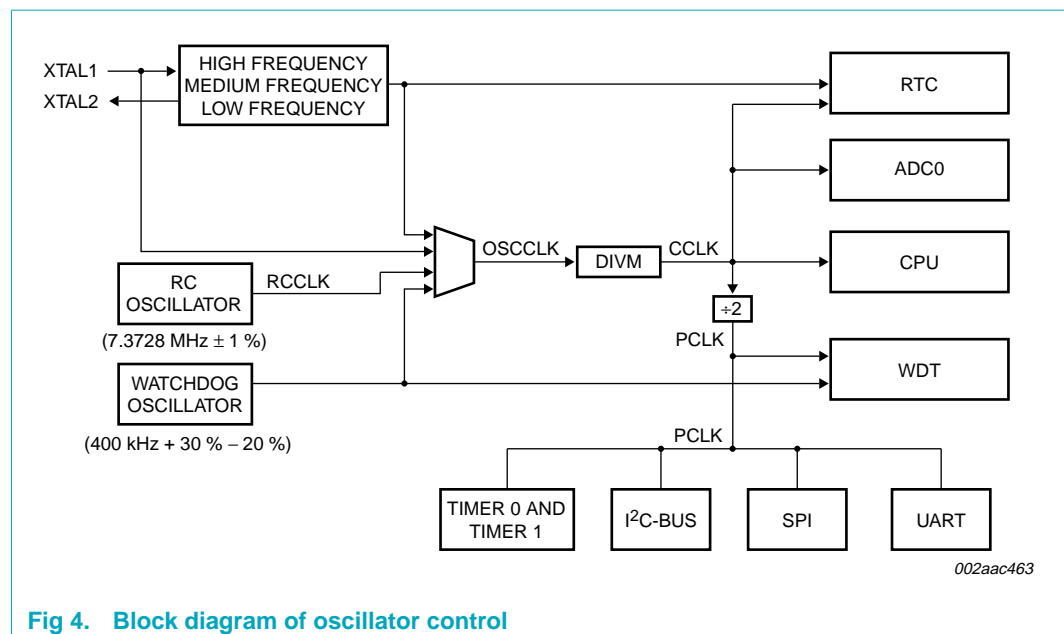 XTAL1
XTAL2
HIGH FREQUENCY
MEDIUM FREQUENCY
LOW FREQUENCY
RTC
ADC0
OSCCLK
DIVM
CCLK
CPU
RC
OSCILLATOR
RCCLK
(7.3728 MHz ± 1 %)
÷2
PCLK
WDT
WATCHDOG
OSCILLATOR
(400 kHz + 30 % − 20 %)
PCLK
TIMER 0 AND
TIMER 1
I²C-BUS
SPI
UART
002aac463
Fig 4. Block diagram of oscillator control